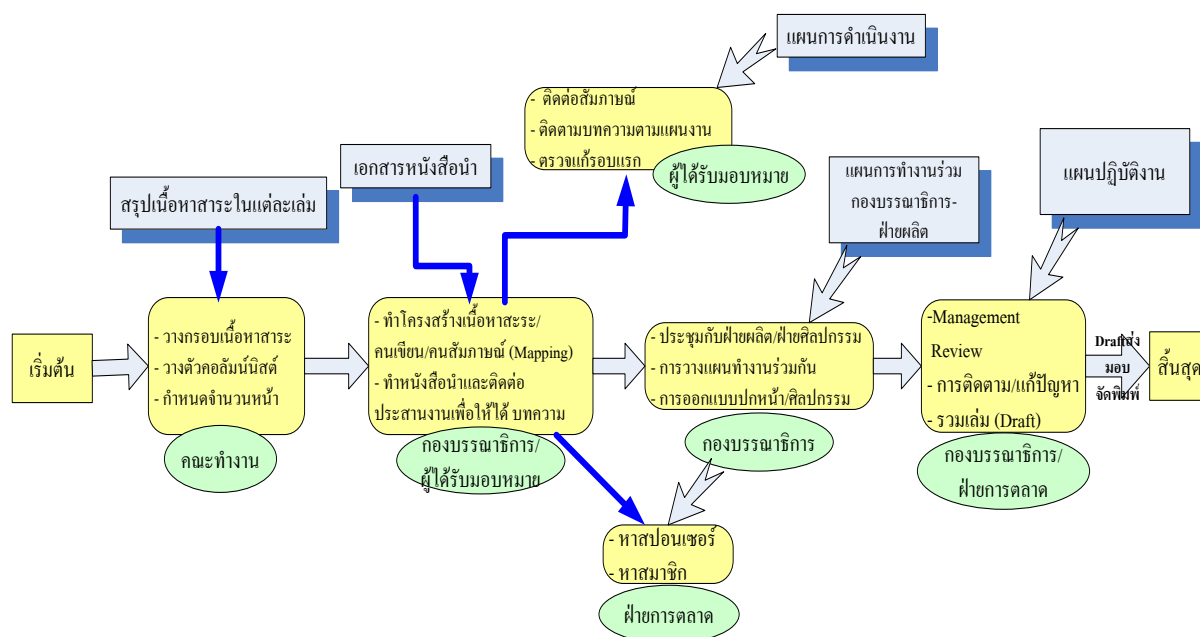 แผนการดำเนินงาน
- ติดต่อสัมภาษณ์
- ติดตามบทความตามแผนงาน
- ตรวจแก้รอบแรก
ผู้ได้รับมอบหมาย
เอกสารหนังสือนำ
สรุปเนื้อหาสาระในแต่ละเล่ม
แผนการทำงานร่วม
กองบรรณาธิการ-
ฝ่ายผลิต
แผนปฏิบัติงาน
เริ่มต้น
- วางกรอบเนื้อหาสาระ
- วางตัวคอลัมน์นิสต์
- กำหนดจำนวนหน้า
คณะทำงาน
- ทำโครงสร้างเนื้อหาสะระ/
คนเขียน/คนสัมภาษณ์ (Mapping)
- ทำหนังสือนำและติดต่อ
ประสานงานเพื่อให้ได้ บทความ
กองบรรณาธิการ/
ผู้ได้รับมอบหมาย
- ประชุมกับฝ่ายผลิต/ฝ่ายศิลปกรรม
- การวางแผนทำงานร่วมกัน
- การออกแบบปกหน้า/ศิลปกรรม
กองบรรณาธิการ
-Management
Review
- การติดตาม/แก้ปัญหา
- รวมเล่ม (Draft)
กองบรรณาธิการ/
ฝ่ายการตลาด
Draftส่ง
มอบ
จัดพิมพ์
สิ้นสุด
- หาสปอนเซอร์
- หาสมาชิก
ฝ่ายการตลาด